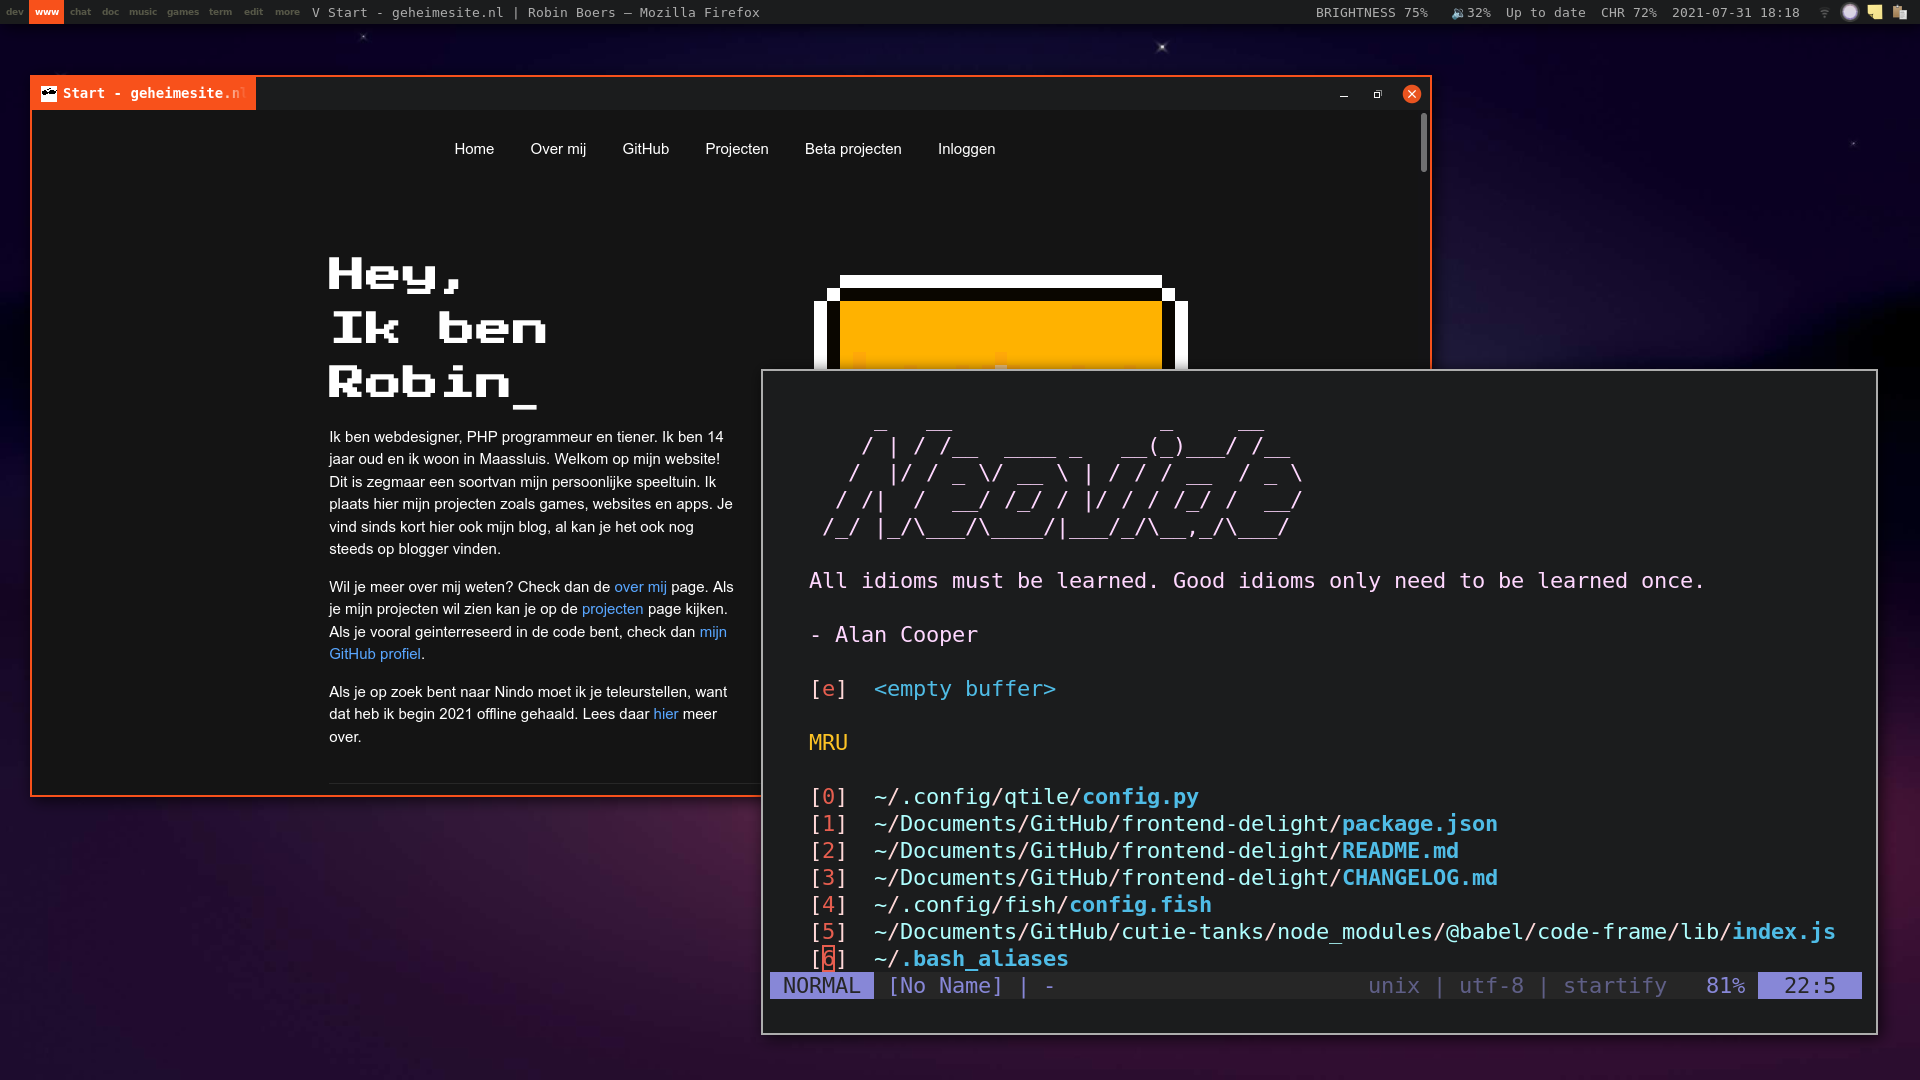 dev www chat doc music games term edit more V Start - geheimesite.nl | Robin Boers — Mozilla Firefox BRIGHTNESS 75% 32% Up to date CHR 72% 2021-07-31 18:18
Start - geheimesite.nl
Home Over mij GitHub Projecten Beta projecten Inloggen
Hey,
Ik ben
Robin_
Ik ben webdesigner, PHP programmeur en tiener. Ik ben 14
jaar oud en ik woon in Maassluis. Welkom op mijn website!
Dit is zegmaar een soortvan mijn persoonlijke speeltuin. Ik
plaats hier mijn projecten zoals games, websites en apps. Je
vind sinds kort hier ook mijn blog, al kan je het ook nog
steeds op blogger vinden.
Wil je meer over mij weten? Check dan de over mij page. Als
je mijn projecten wil zien kan je op de projecten page kijken.
Als je vooral geinterreseerd in de code bent, check dan mijn
GitHub profiel.
Als je op zoek bent naar Nindo moet ik je teleurstellen, want
dat heb ik begin 2021 offline gehaald. Lees daar hier meer
over.
Neovide
All idioms must be learned. Good idioms only need to be learned once.
- Alan Cooper
[e] <empty buffer>
MRU
[0] ~/.config/qtile/config.py
[1] ~/Documents/GitHub/frontend-delight/package.json
[2] ~/Documents/GitHub/frontend-delight/README.md
[3] ~/Documents/GitHub/frontend-delight/CHANGELOG.md
[4] ~/.config/fish/config.fish
[5] ~/Documents/GitHub/cutie-tanks/node_modules/@babel/code-frame/lib/index.js
[6] ~/.bash_aliases
NORMAL [No Name] | - unix | utf-8 | startify 81% 22:5